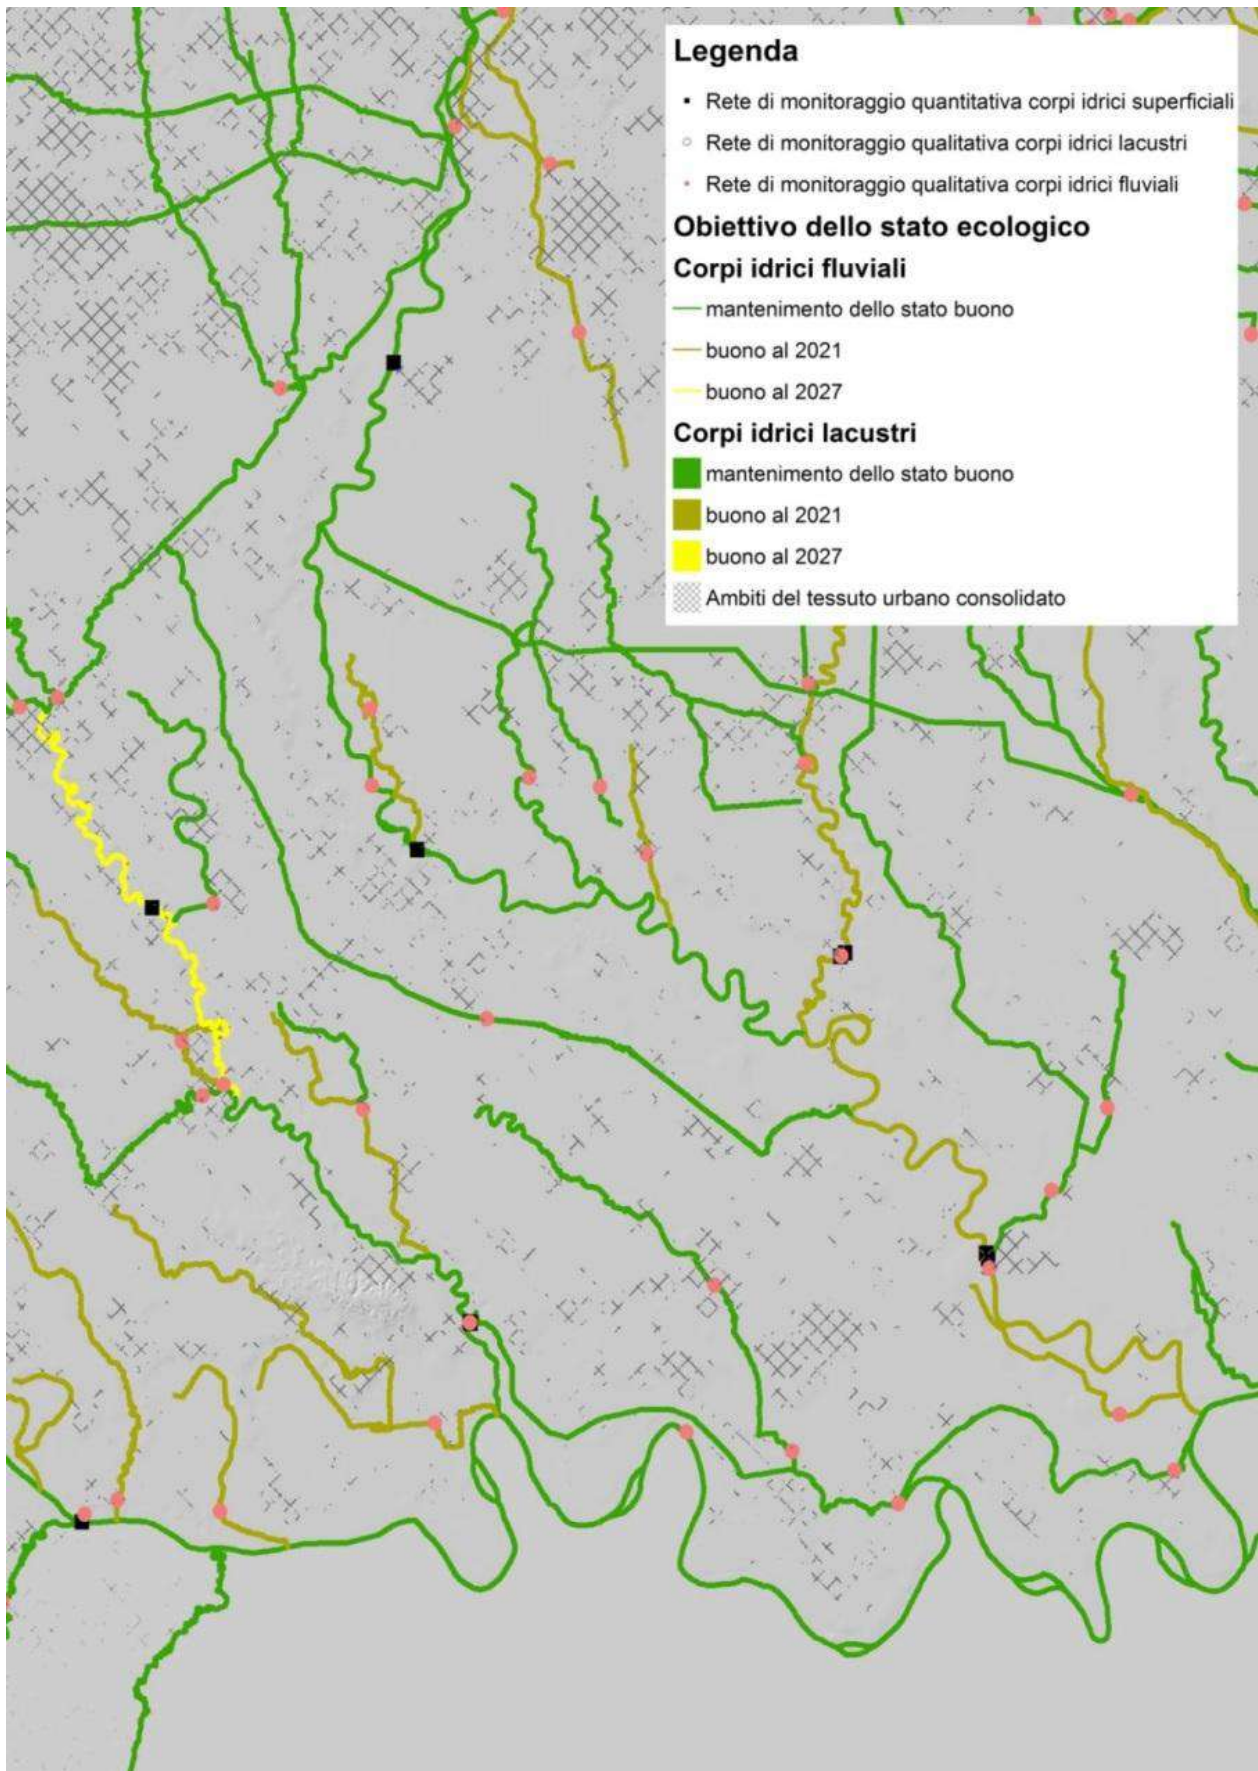 Legenda
Rete di monitoraggio quantitativa corpi idrici superficiali
Rete di monitoraggio qualitativa corpi idrici lacustri
Rete di monitoraggio qualitativa corpi idrici fluviali
Obiettivo dello stato ecologico
Corpi idrici fluviali
mantenimento dello stato buono
buono al 2021
buono al 2027
Corpi idrici lacustri
mantenimento dello stato buono
buono al 2021
buono al 2027
Ambiti del tessuto urbano consolidato